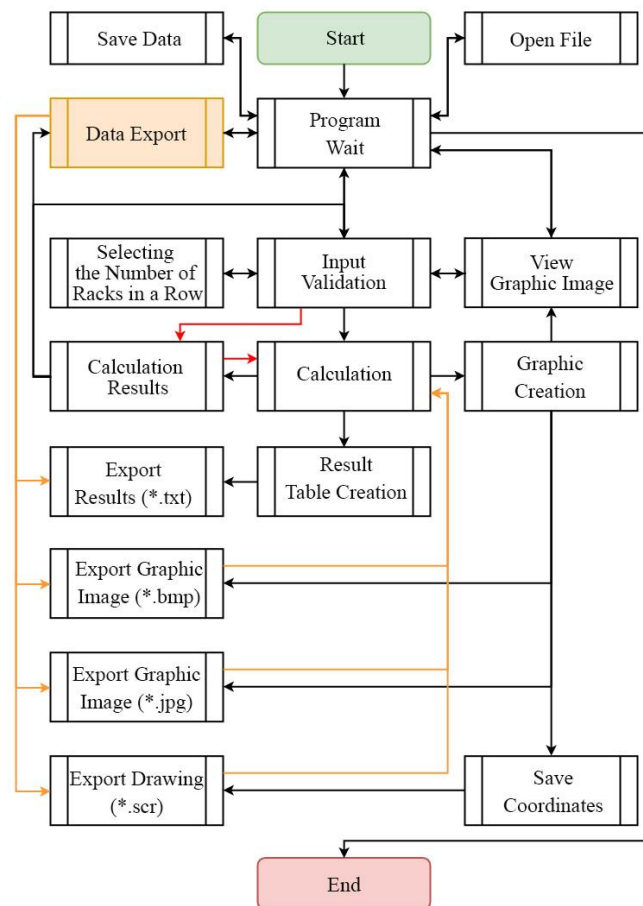 Save Data
Start
Open File
Data Export
Program
Wait
Selecting
the Number of
Racks in a Row
Input
Validation
View
Graphic Image
Calculation
Results
Calculation
Graphic
Creation
Export
Results (*.txt)
Result
Table Creation
Export Graphic
Image (*.bmp)
Export Graphic
Image (*.jpg)
Export Drawing
(*.scr)
Save
Coordinates
End